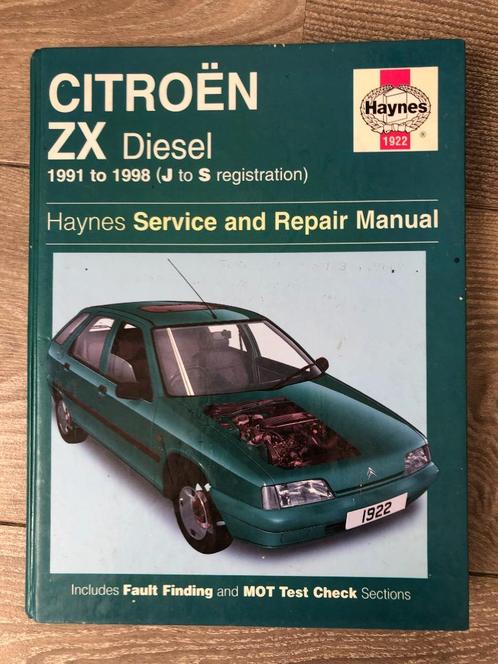 CITROËN
Haynes
ZX Diesel
®
1922
1991 to 1998 (J to S registration)
Haynes Service and Repair Manual
1922
Includes Fault Finding and MOT Test Check Sections